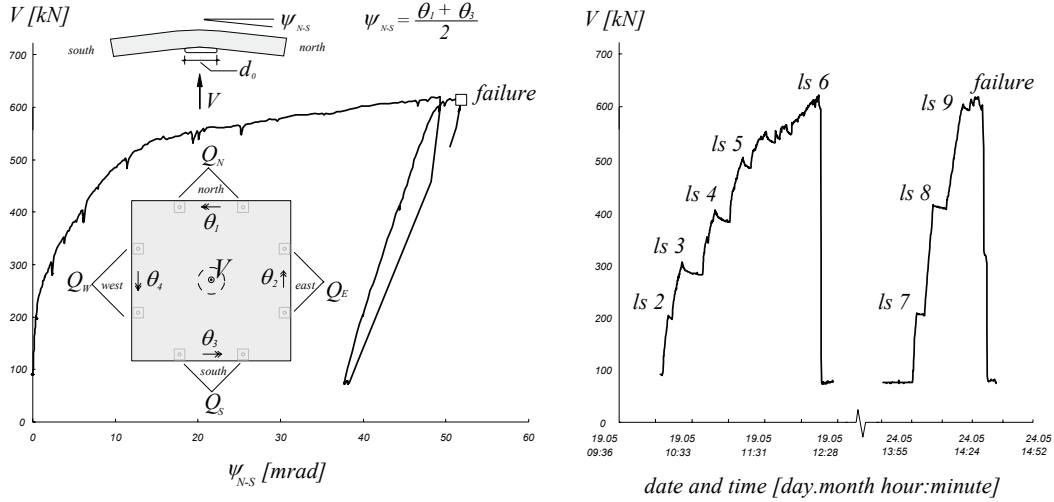 V [kN]
ψN-S
ψN-S = θ1 + θ3
2
700
south
north
d0
V
600
failure
500
QN
north
θ1
400
300
QW
west
θ4
V
θ2
east
QE
200
θ3
100
south
QS
0
0 10 20 30 40 50 60
ψN-S [mrad]
V [kN]
700
ls 6
failure
600
ls 9
ls 5
500
ls 4
ls 8
400
ls 3
300
ls 2
ls 7
200
100
0
19.05 19.05 19.05 19.05 24.05 24.05 24.05
09:36 10:33 11:31 12:28 13:55 14:24 14:52
date and time [day.month hour:minute]